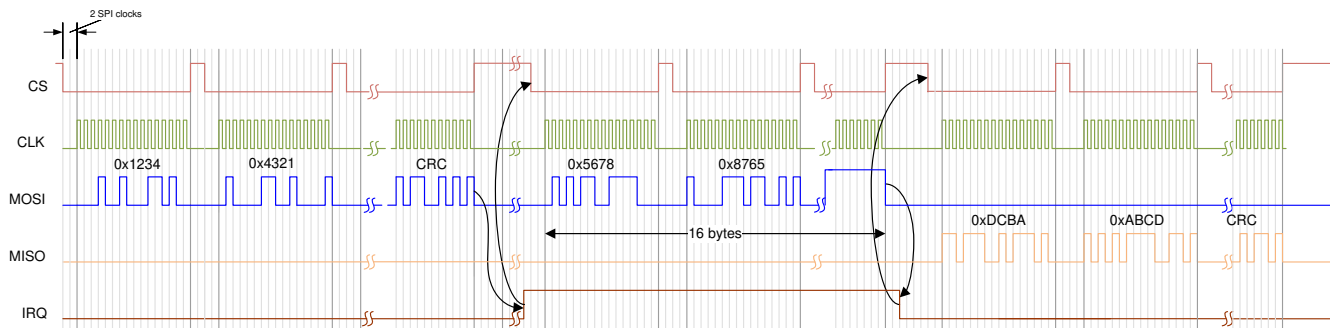 2 SPI clocks
CS
CLK
0x1234 0x4321 CRC 0x5678 0x8765
MOSI
0xDCBA 0xABCD CRC
16 bytes
MISO
IRQ